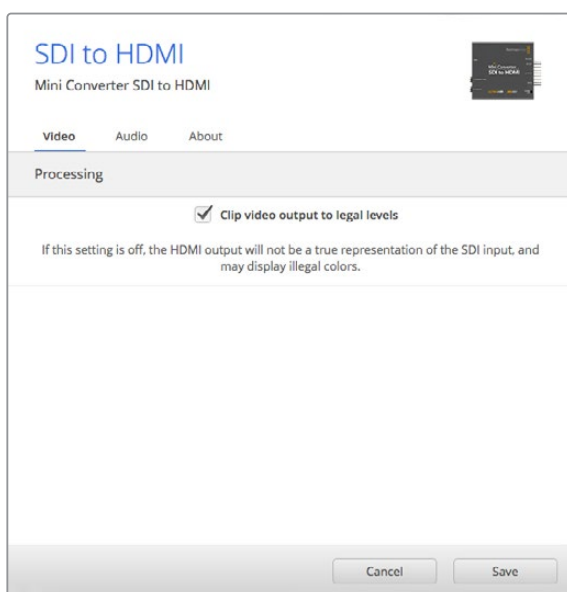 SDI to HDMI
Mini Converter SDI to HDMI
Video Audio About
Processing
Clip video output to legal levels
If this setting is off, the HDMI output will not be a true representation of the SDI input, and
may display illegal colors.
Cancel Save